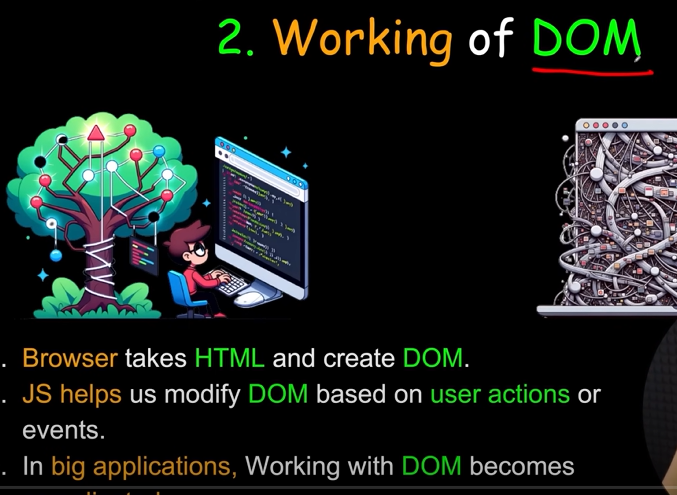 2. Working of DOM
. Browser takes HTML and create DOM.
. JS helps us modify DOM based on user actions or
events.
. In big applications, Working with DOM becomes